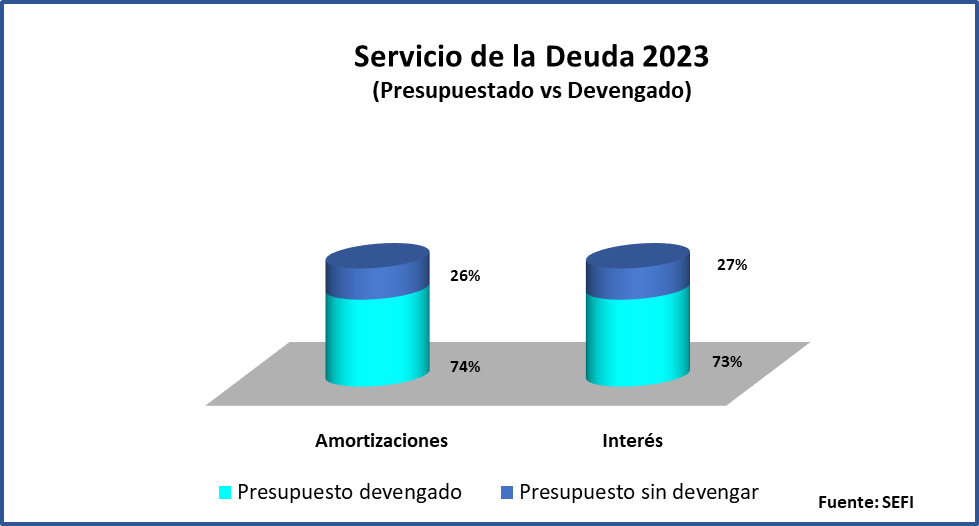 Servicio de la Deuda 2023
(Presupuestado vs Devengado)
26%
27%
74%
73%
Amortizaciones
Interés
Presupuesto devengado
Presupuesto sin devengar
Fuente: SEFI